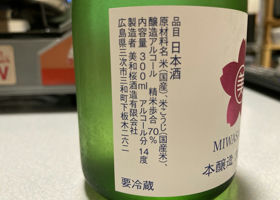 品目 日本酒
原材料名 米(国産)、米こうじ(国産米)、
醸造アルコール 精米歩合 70%
内容量 300ml アルコール分 14度
製造者 美和桜酒造有限会社
広島県三次市三和町下板木二六二
要冷蔵
MIWAS
本醸造